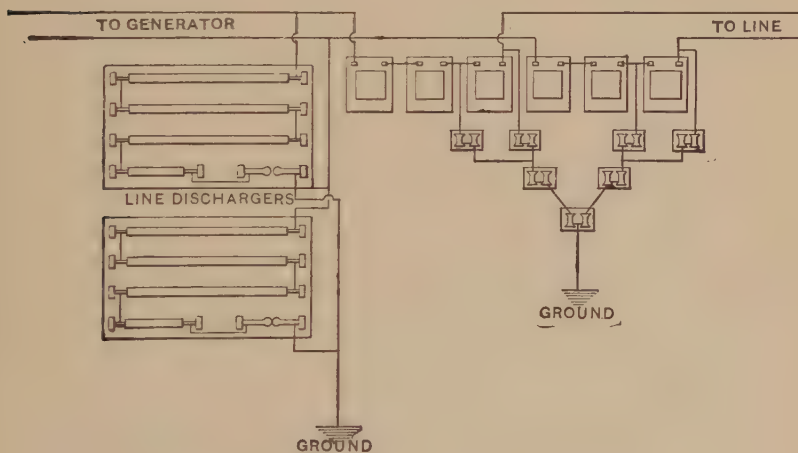 TO GENERATOR
TO LINE
LINE DISCHARGERS
GROUND
GROUND